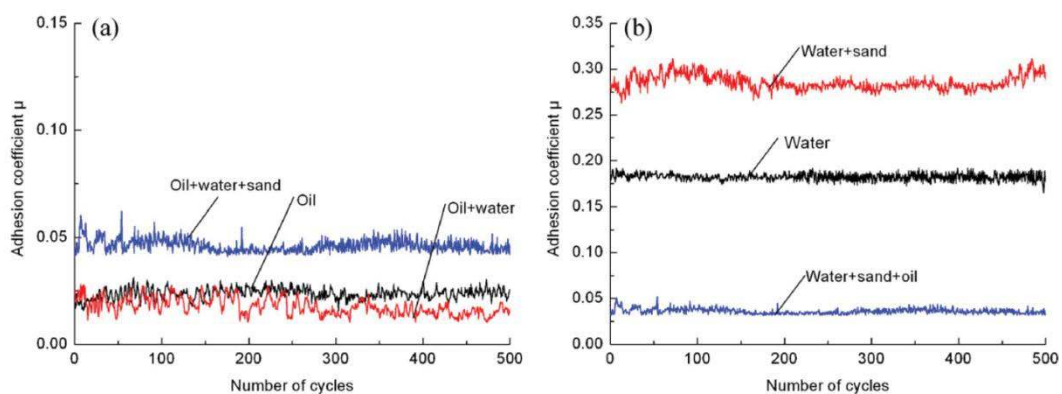 (a)
Adhesion coefficient μ
0.15
0.10
0.05
0.00
Oil+water+sand
Oil
Oil+water
0 100 200 300 400 500
Number of cycles
(b)
Adhesion coefficient μ
0.35
0.30
0.25
0.20
0.15
0.10
0.05
0.00
Water+sand
Water
Water+sand+oil
0 100 200 300 400 500
Number of cycles